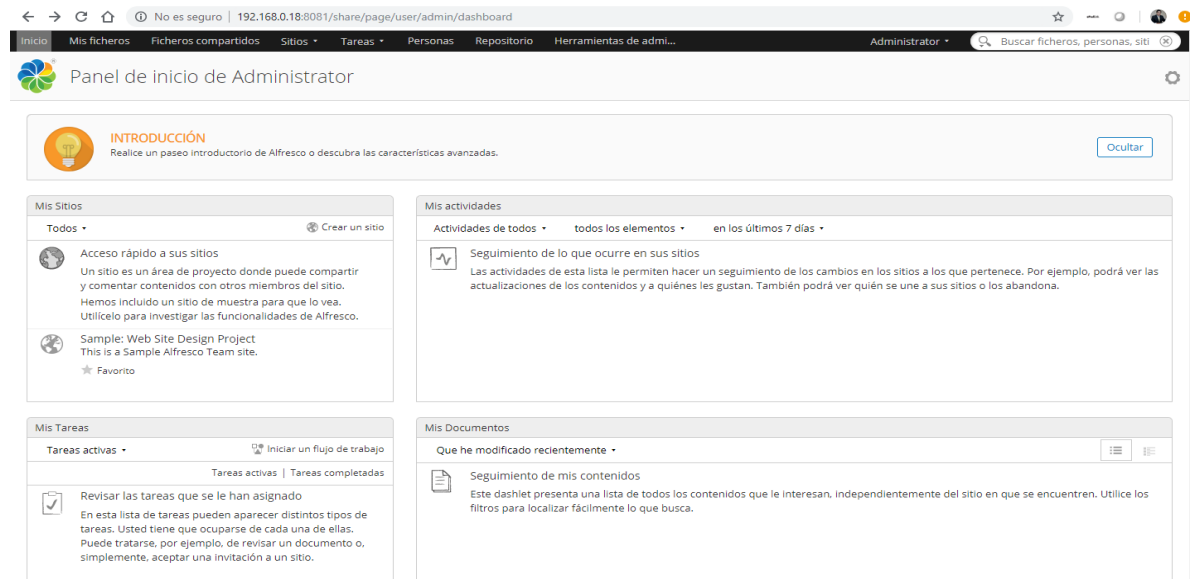 No es seguro | 192.168.0.18:8081/share/page/user/admin/dashboard
Inicio Mis ficheros Ficheros compartidos Sitios Tareas Personas Repositorio Herramientas de admi... Administrator Buscar ficheros, personas, siti
Panel de inicio de Administrator
INTRODUCCIÓN
Realice un paseo introductorio de Alfresco o descubra las características avanzadas.
Ocultar
Mis Sitios
Todos Crear un sitio
Acceso rápido a sus sitios
Un sitio es un área de proyecto donde puede compartir
y comentar contenidos con otros miembros del sitio.
Hemos incluido un sitio de muestra para que lo vea.
Utilícelo para investigar las funcionalidades de Alfresco.
Sample: Web Site Design Project
This is a Sample Alfresco Team site.
Favorito
Mis actividades
Actividades de todos todos los elementos en los últimos 7 días
Seguimiento de lo que ocurre en sus sitios
Las actividades de esta lista le permiten hacer un seguimiento de los cambios en los sitios a los que pertenece. Por ejemplo, podrá ver las
actualizaciones de los contenidos y a quiénes les gustan. También podrá ver quién se une a sus sitios o los abandona.
Mis Tareas
Tareas activas Iniciar un flujo de trabajo
Tareas activas | Tareas completadas
Revisar las tareas que se le han asignado
En esta lista de tareas pueden aparecer distintos tipos de
tareas. Usted tiene que ocuparse de cada una de ellas.
Puede tratarse, por ejemplo, de revisar un documento o,
simplemente, aceptar una invitación a un sitio.
Mis Documentos
Que he modificado recientemente
Seguimiento de mis contenidos
Este dashlet presenta una lista de todos los contenidos que le interesan, independientemente del sitio en que se encuentren. Utilice los
filtros para localizar fácilmente lo que busca.